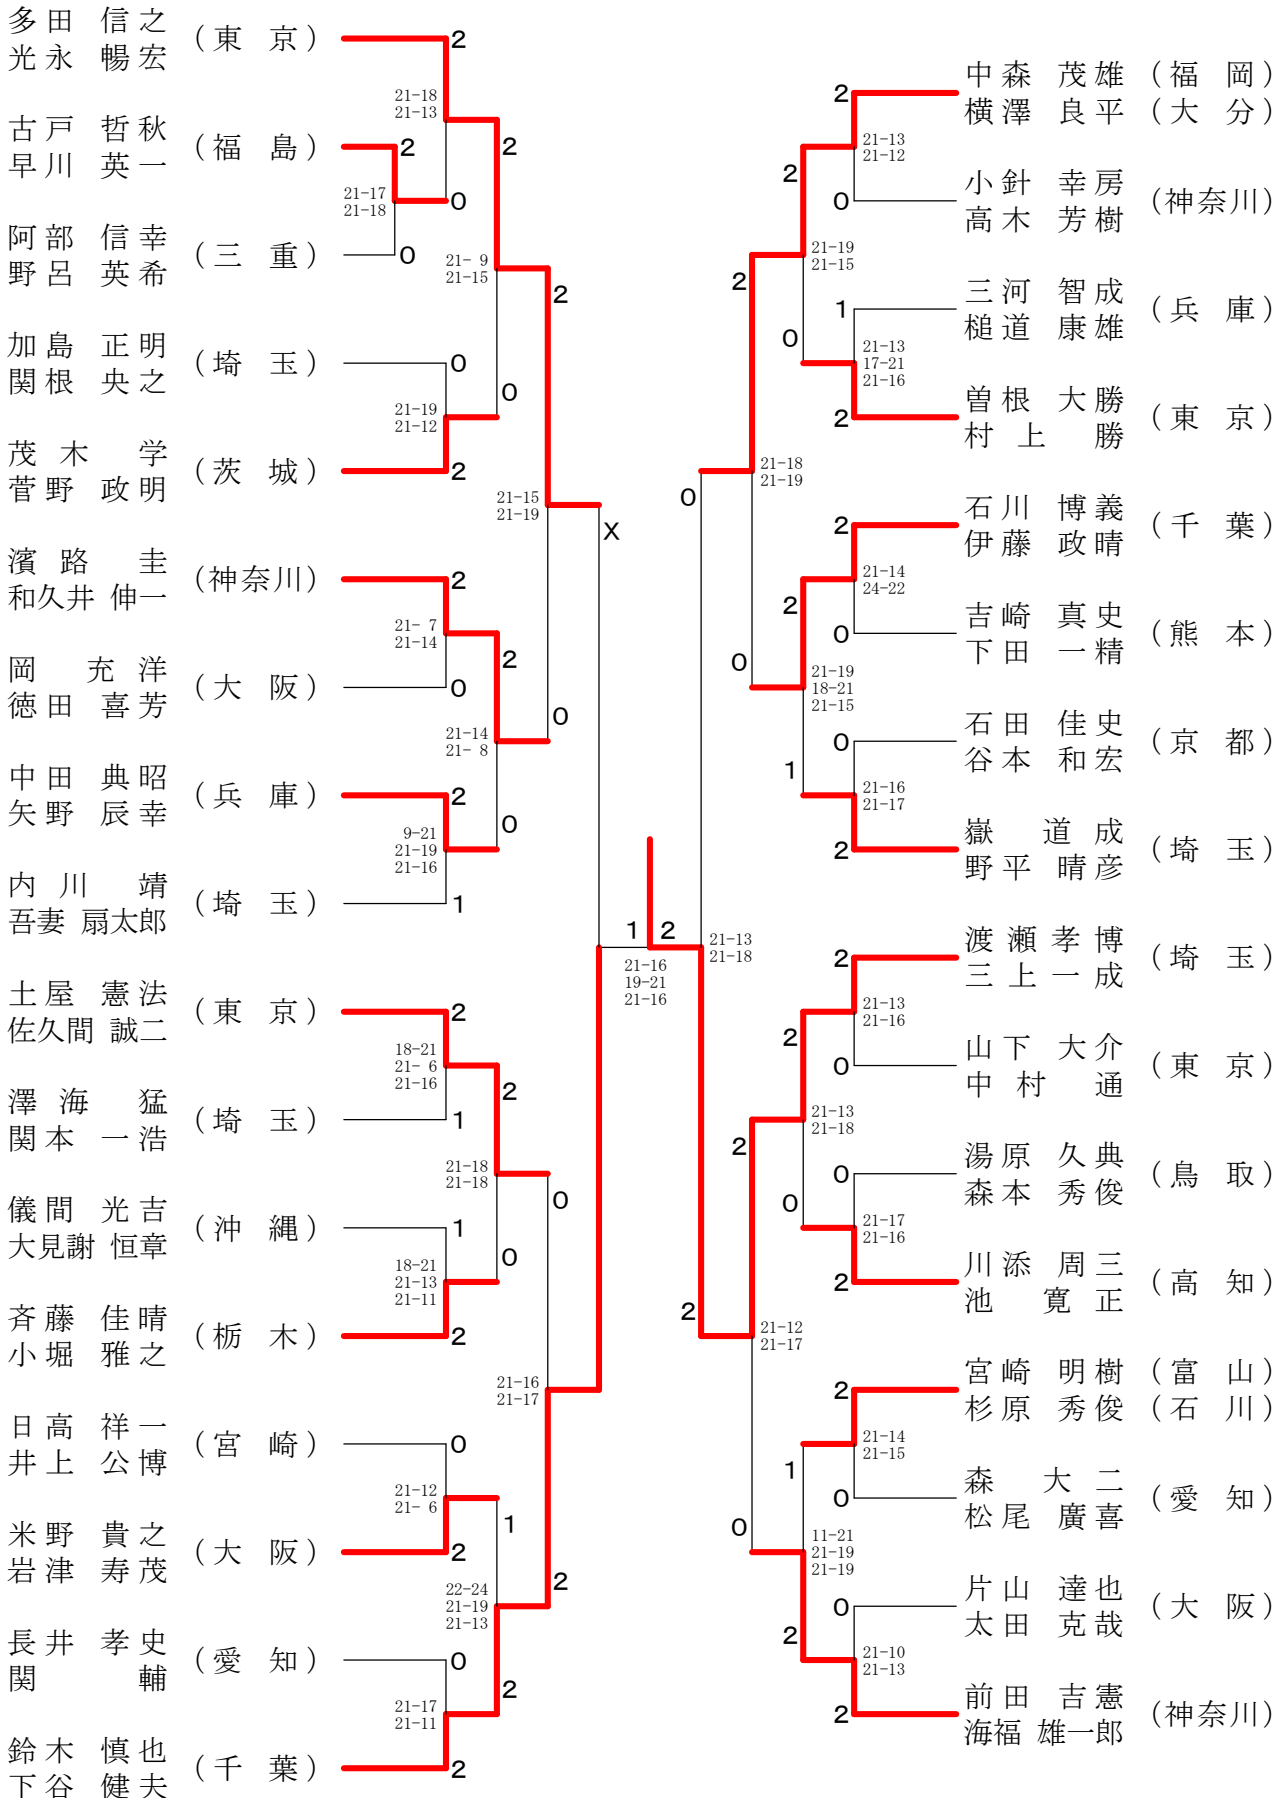 多田 信之
光永 暢宏
（東 京）
2
21-18
21-13
古戸 哲秋
早川 英一
（福 島）
2
2
21-17
21-18
0
阿部 信幸
野呂 英希
（三 重）
0
21- 9
21-15
2
加島 正明
関根 央之
（埼 玉）
0
0
21-19
21-12
茂木 学
菅野 政明
（茨 城）
2
21-15
21-19
X
濱路 圭
和久井 伸一
（神奈川）
2
21- 7
21-14
2
岡 充洋
徳田 喜芳
（大 阪）
0
0
21-14
21- 8
中田 典昭
矢野 辰幸
（兵 庫）
2
0
9-21
21-19
21-16
内川 靖
吾妻 扇太郎
（埼 玉）
1
1
2
21-16
19-21
21-16
土屋 憲法
佐久間 誠二
（東 京）
2
18-21
21- 6
21-16
2
澤海 猛
関本 一浩
（埼 玉）
1
21-18
21-18
0
儀間 光吉
大見謝 恒章
（沖 縄）
1
0
18-21
21-13
21-11
斉藤 佳晴
小堀 雅之
（栃 木）
2
21-16
21-17
日高 祥一
井上 公博
（宮 崎）
0
21-12
21- 6
1
米野 貴之
岩津 寿茂
（大 阪）
2
2
22-24
21-19
21-13
長井 孝史
関 輔
（愛 知）
0
2
21-17
21-11
鈴木 慎也
下谷 健夫
（千 葉）
2
中森 茂雄（福 岡）
横澤 良平（大 分）
2
21-13
21-12
2
小針 幸房
高木 芳樹
（神奈川）
0
21-19
21-15
2
三河 智成
槌道 康雄
（兵 庫）
1
0
21-13
17-21
21-16
曽根 大勝
村上 勝
（東 京）
2
21-18
21-19
0
石川 博義
伊藤 政晴
（千 葉）
2
21-14
24-22
2
吉崎 真史
下田 一精
（熊 本）
0
0
21-19
18-21
21-15
石田 佳史
谷本 和宏
（京 都）
0
1
21-16
21-17
嶽 道成
野平 晴彦
（埼 玉）
2
21-13
21-18
渡瀬 孝博
三上 一成
（埼 玉）
2
21-13
21-16
2
山下 大介
中村 通
（東 京）
0
21-13
21-18
2
湯原 久典
森本 秀俊
（鳥 取）
0
0
21-17
21-16
川添 周三
池 寛正
（高 知）
2
2
21-12
21-17
宮崎 明樹（富 山）
杉原 秀俊（石 川）
2
21-14
21-15
1
森 大二
松尾 廣喜
（愛 知）
0
0
11-21
21-19
21-19
片山 達也
太田 克哉
（大 阪）
0
2
21-10
21-13
前田 吉憲
海福 雄一郎
（神奈川）
2